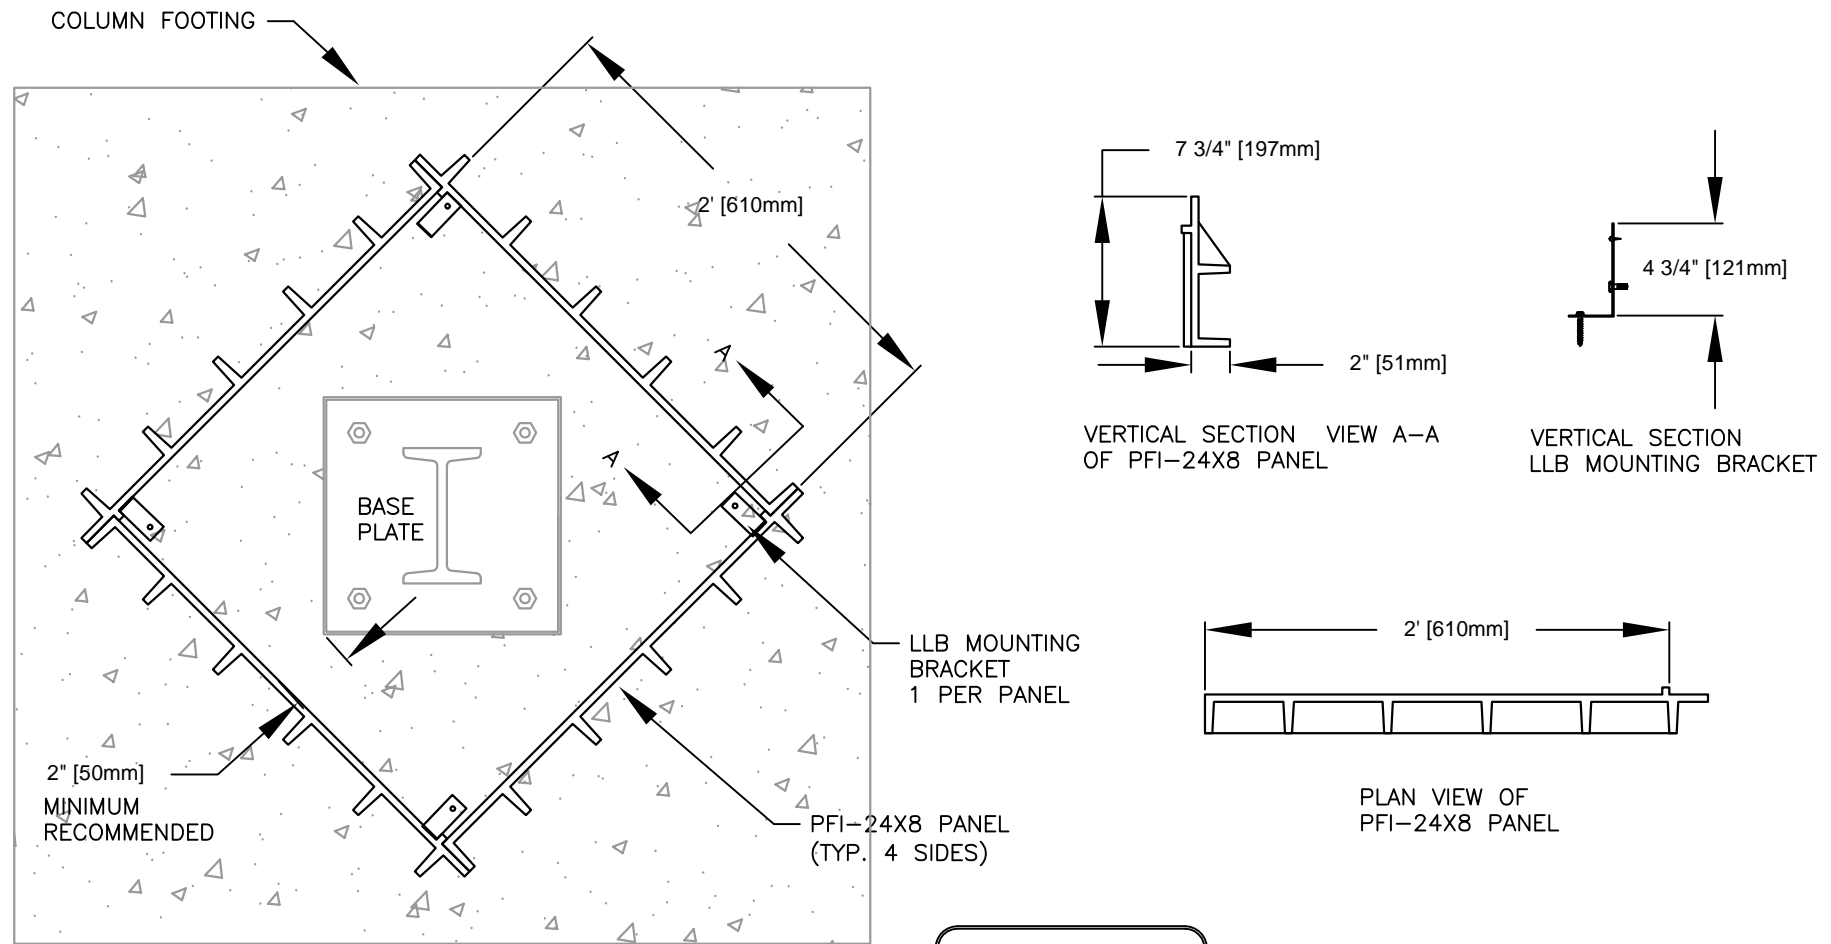 COLUMN FOOTING
2' [610mm]
A
A
BASE
PLATE
2" [50mm]
MINIMUM
RECOMMENDED
LLB MOUNTING
BRACKET
1 PER PANEL
PFI-24X8 PANEL
(TYP. 4 SIDES)
7 3/4" [197mm]
2" [51mm]
VERTICAL SECTION VIEW A-A
OF PFI-24X8 PANEL
4 3/4" [121mm]
VERTICAL SECTION
LLB MOUNTING BRACKET
2' [610mm]
PLAN VIEW OF
PFI-24X8 PANEL